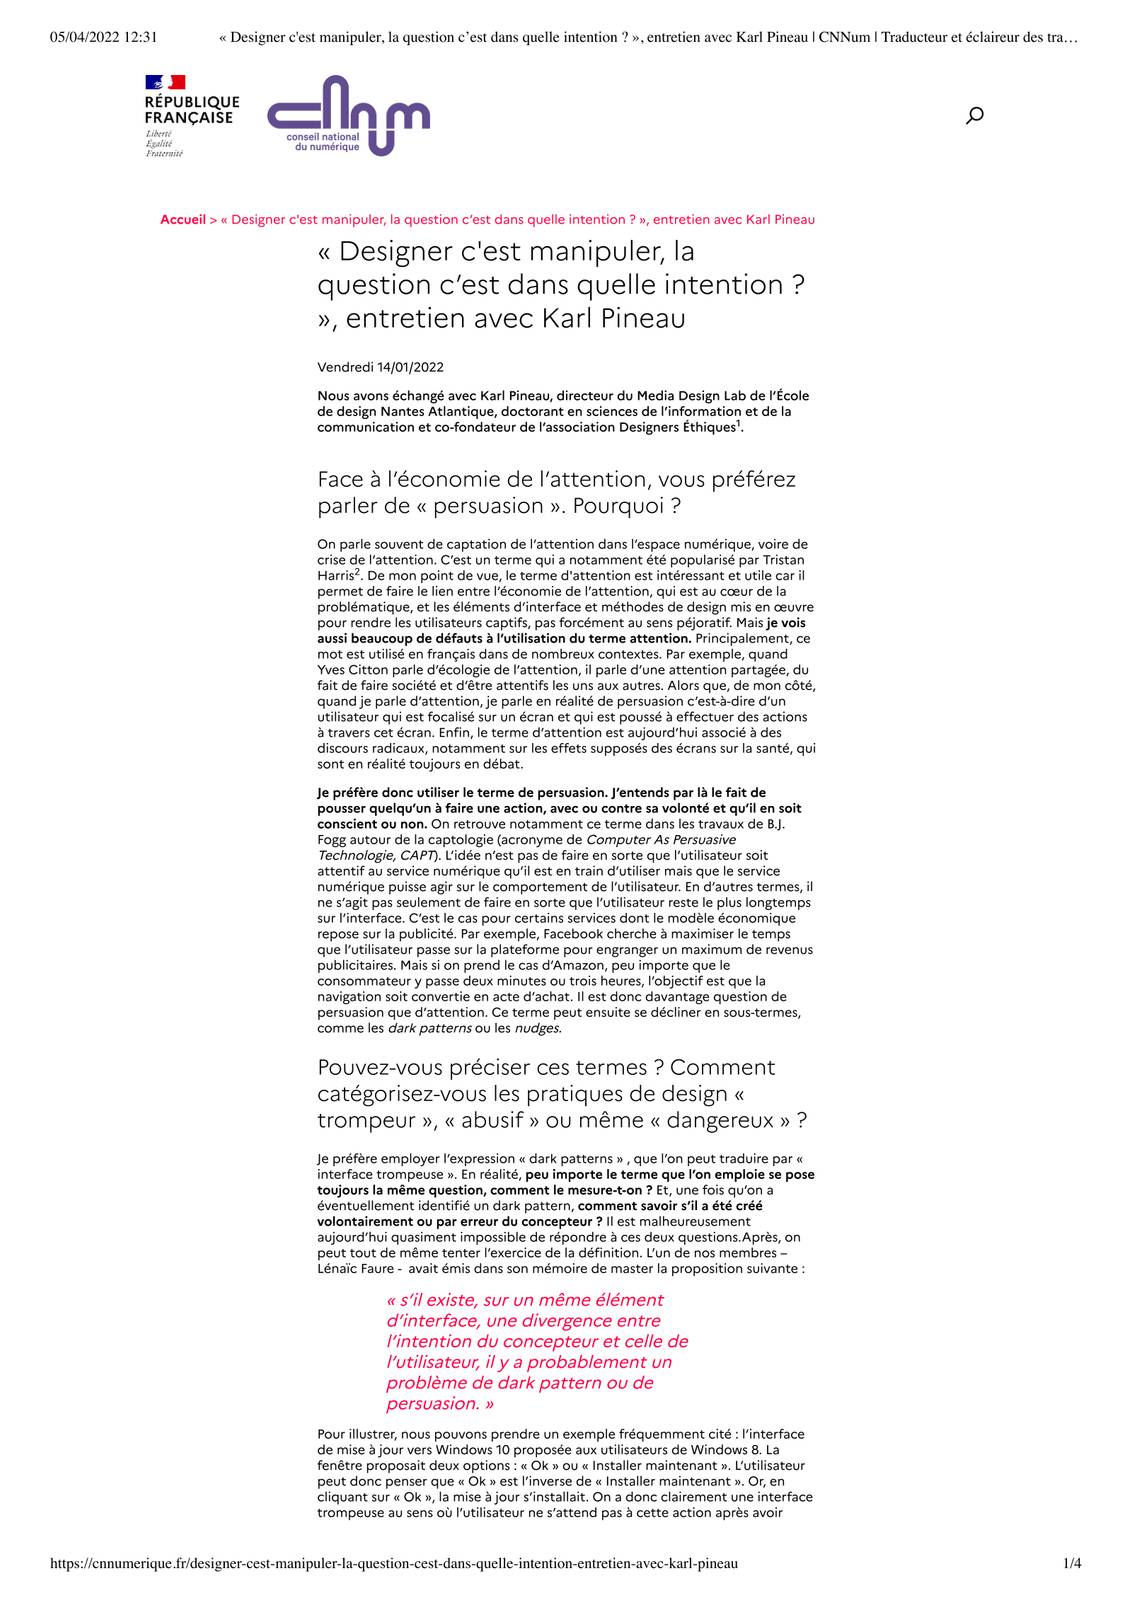 05/04/2022 12:31
« Designer c'est manipuler, la question c’est dans quelle intention ? », entretien avec Karl Pineau | CNNum | Traducteur et éclaireur des tra…
RÉPUBLIQUE
FRANÇAISE
Liberté
Égalité
Fraternité
cnnum
conseil national
du numérique
Accueil > « Designer c'est manipuler, la question c’est dans quelle intention ? », entretien avec Karl Pineau
« Designer c'est manipuler, la
question c’est dans quelle intention ?
», entretien avec Karl Pineau
Vendredi 14/01/2022
Nous avons échangé avec Karl Pineau, directeur du Media Design Lab de l’École
de design Nantes Atlantique, doctorant en sciences de l’information et de la
communication et co-fondateur de l’association Designers Éthiques1.
Face à l’économie de l’attention, vous préférez
parler de « persuasion ». Pourquoi ?
On parle souvent de captation de l’attention dans l’espace numérique, voire de
crise de l’attention. C’est un terme qui a notamment été popularisé par Tristan
Harris2. De mon point de vue, le terme d'attention est intéressant et utile car il
permet de faire le lien entre l’économie de l’attention, qui est au cœur de la
problématique, et les éléments d’interface et méthodes de design mis en œuvre
pour rendre les utilisateurs captifs, pas forcément au sens péjoratif. Mais je vois
aussi beaucoup de défauts à l’utilisation du terme attention. Principalement, ce
mot est utilisé en français dans de nombreux contextes. Par exemple, quand
Yves Citton parle d’écologie de l’attention, il parle d’une attention partagée, du
fait de faire société et d’être attentifs les uns aux autres. Alors que, de mon côté,
quand je parle d’attention, je parle en réalité de persuasion c’est-à-dire d’un
utilisateur qui est focalisé sur un écran et qui est poussé à effectuer des actions
à travers cet écran. Enfin, le terme d’attention est aujourd’hui associé à des
discours radicaux, notamment sur les effets supposés des écrans sur la santé, qui
sont en réalité toujours en débat.
Je préfère donc utiliser le terme de persuasion. J’entends par là le fait de
pousser quelqu’un à faire une action, avec ou contre sa volonté et qu’il en soit
conscient ou non. On retrouve notamment ce terme dans les travaux de B.J.
Fogg autour de la captologie (acronyme de Computer As Persuasive
Technologie, CAPT). L’idée n’est pas de faire en sorte que l’utilisateur soit
attentif au service numérique qu’il est en train d’utiliser mais que le service
numérique puisse agir sur le comportement de l’utilisateur. En d’autres termes, il
ne s’agit pas seulement de faire en sorte que l’utilisateur reste le plus longtemps
sur l’interface. C’est le cas pour certains services dont le modèle économique
repose sur la publicité. Par exemple, Facebook cherche à maximiser le temps
que l’utilisateur passe sur la plateforme pour engranger un maximum de revenus
publicitaires. Mais si on prend le cas d’Amazon, peu importe que le
consommateur y passe deux minutes ou trois heures, l’objectif est que la
navigation soit convertie en acte d’achat. Il est donc davantage question de
persuasion que d’attention. Ce terme peut ensuite se décliner en sous-termes,
comme les dark patterns ou les nudges.
Pouvez-vous préciser ces termes ? Comment
catégorisez-vous les pratiques de design «
trompeur », « abusif » ou même « dangereux » ?
Je préfère employer l’expression « dark patterns » , que l’on peut traduire par «
interface trompeuse ». En réalité, peu importe le terme que l’on emploie se pose
toujours la même question, comment le mesure-t-on ? Et, une fois qu’on a
éventuellement identifié un dark pattern, comment savoir s’il a été créé
volontairement ou par erreur du concepteur ? Il est malheureusement
aujourd’hui quasiment impossible de répondre à ces deux questions.Après, on
peut tout de même tenter l’exercice de la définition. L’un de nos membres –
Lénaïc Faure - avait émis dans son mémoire de master la proposition suivante :
« s’il existe, sur un même élément
d’interface, une divergence entre
l’intention du concepteur et celle de
l’utilisateur, il y a probablement un
problème de dark pattern ou de
persuasion. »
Pour illustrer, nous pouvons prendre un exemple fréquemment cité : l’interface
de mise à jour vers Windows 10 proposée aux utilisateurs de Windows 8. La
fenêtre proposait deux options : « Ok » ou « Installer maintenant ». L’utilisateur
peut donc penser que « Ok » est l’inverse de « Installer maintenant ». Or, en
cliquant sur « Ok », la mise à jour s’installait. On a donc clairement une interface
trompeuse au sens où l’utilisateur ne s’attend pas à cette action après avoir
https://cnnumerique.fr/designer-cest-manipuler-la-question-cest-dans-quelle-intention-entretien-avec-karl-pineau
1/4